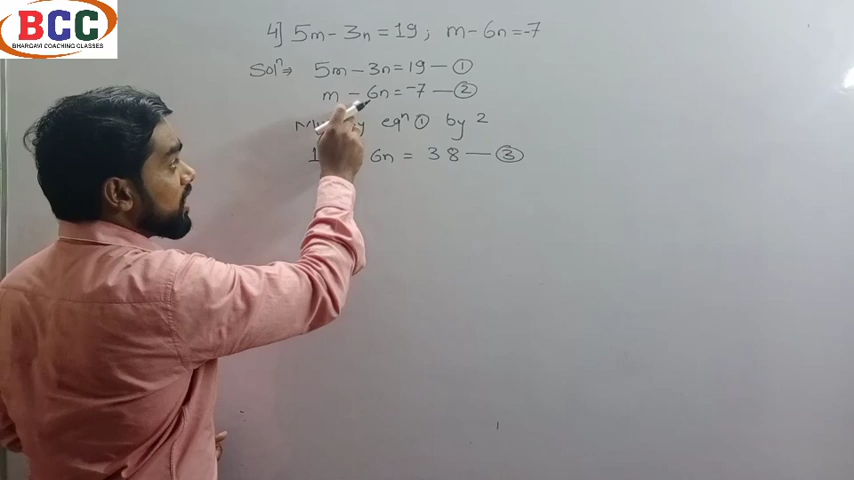 BCC
BHARGAVI COACHING CLASSES
4] 5m - 3n = 19 ; m - 6n = -7
Solⁿ ⇒ 5m - 3n = 19 — ①
m - 6n = -7 — ②
eqⁿ ① by 2
6n = 38 — ③